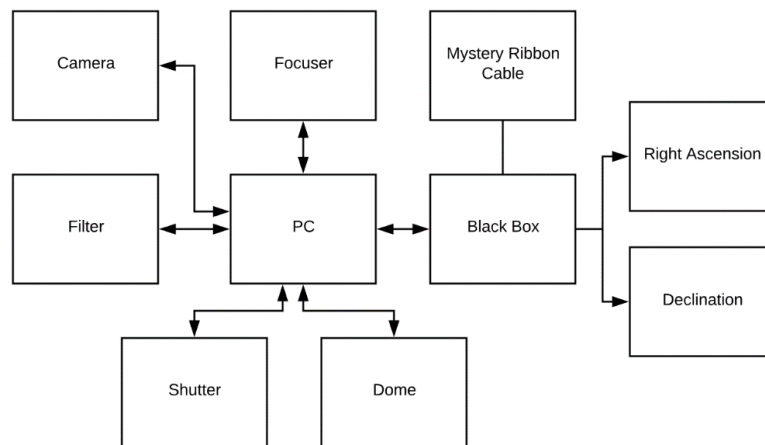 Camera
Focuser
Mystery Ribbon
Cable
Right Ascension
Filter
PC
Black Box
Declination
Shutter
Dome